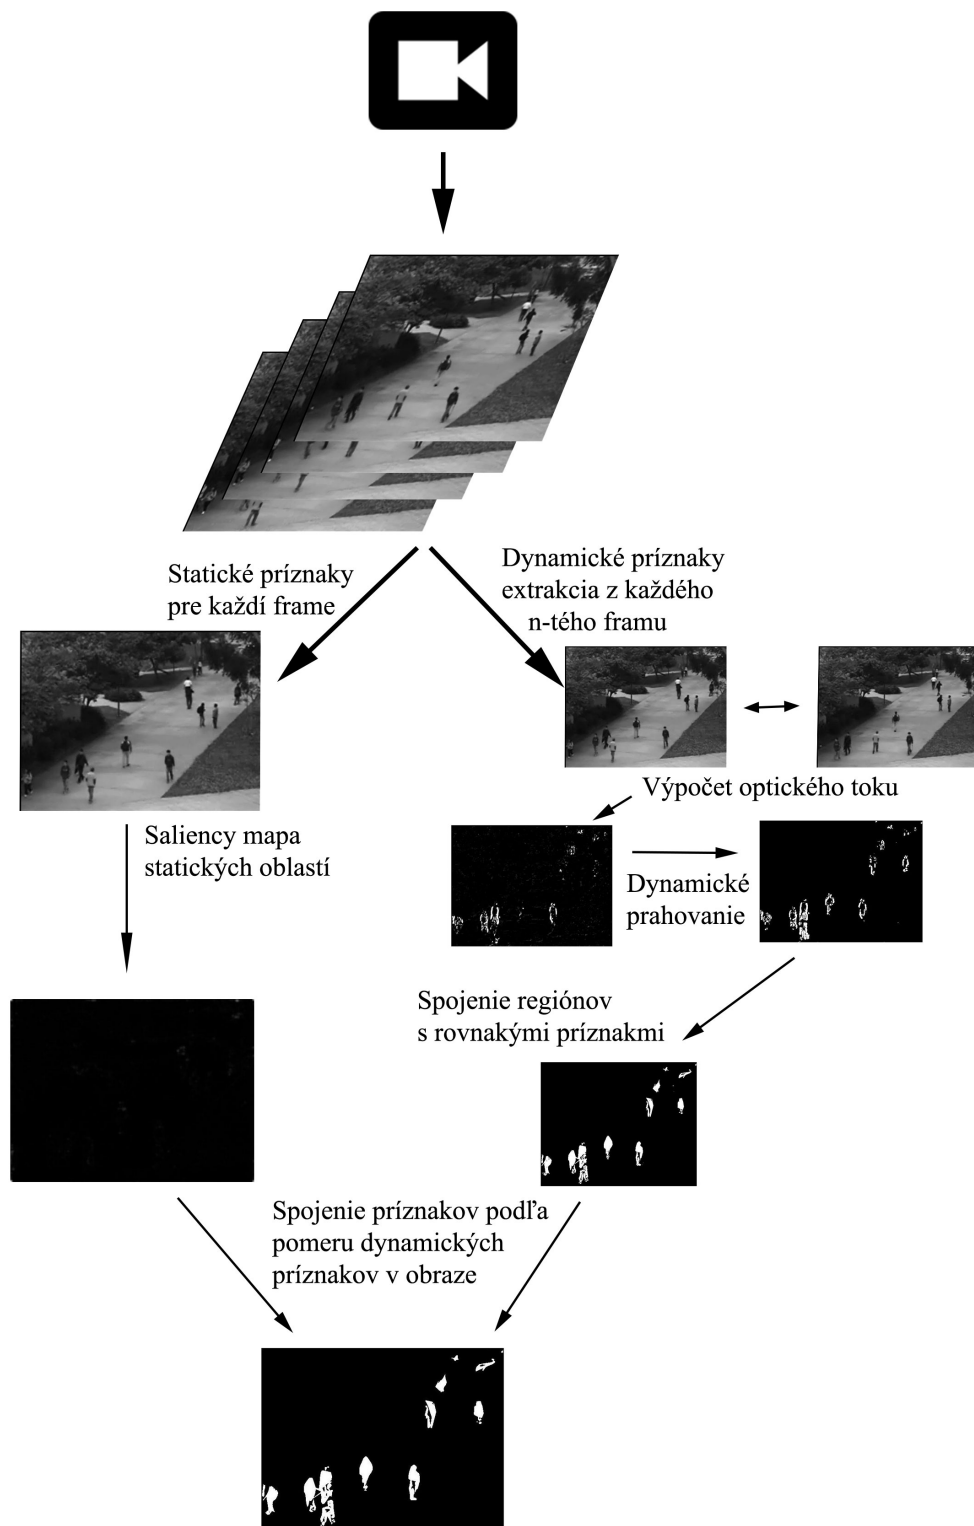 Statické príznaky
pre každí frame
Dynamické príznaky
extrakcia z každého
n-tého framu
Výpočet optického toku
Saliency mapa
statických oblastí
Dynamické
prahovanie
Spojenie regiónov
s rovnakými príznakmi
Spojenie príznakov podľa
pomeru dynamických
príznakov v obraze